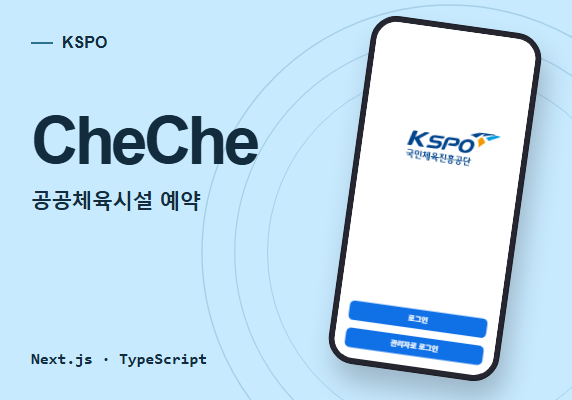 KSPO
CheChe
공공체육시설 예약
Next.js · TypeScript
KSPO
국민체육진흥공단
로그인
관리자로 로그인